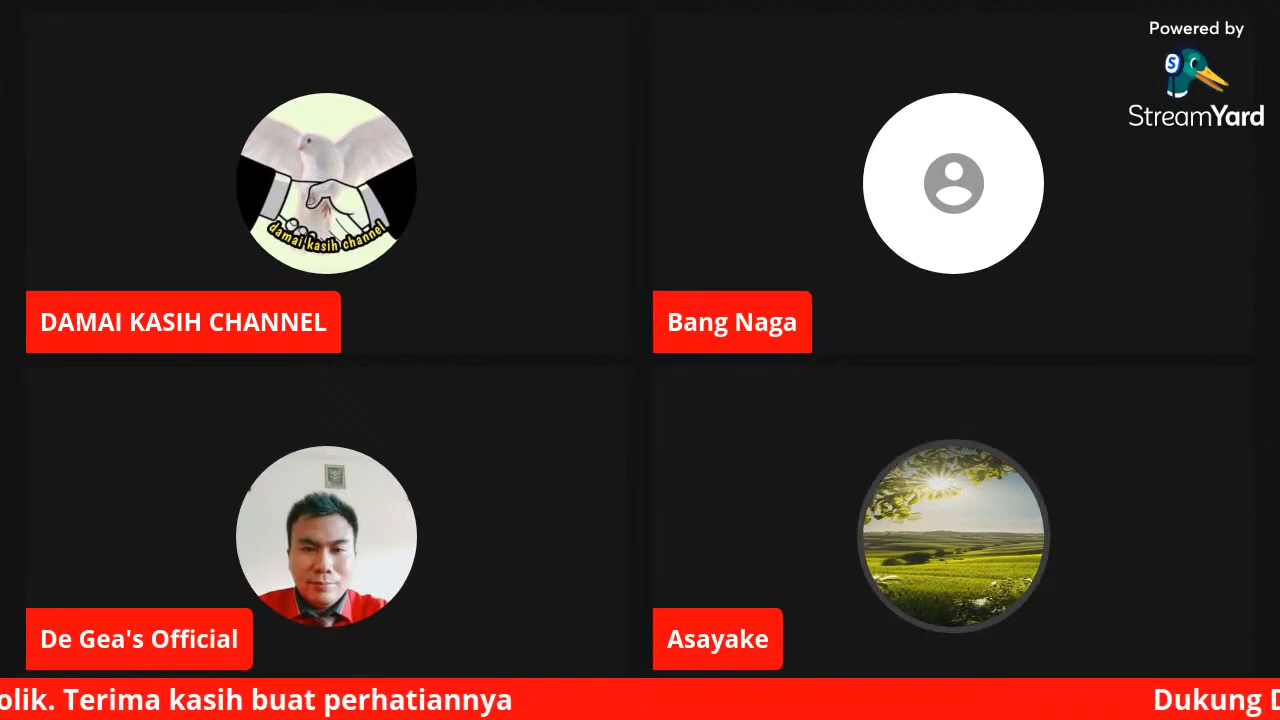 Powered by
S
StreamYard
damai kasih channel
DAMAI KASIH CHANNEL
Bang Naga
De Gea's Official
Asayake
olik. Terima kasih buat perhatiannya
Dukung D